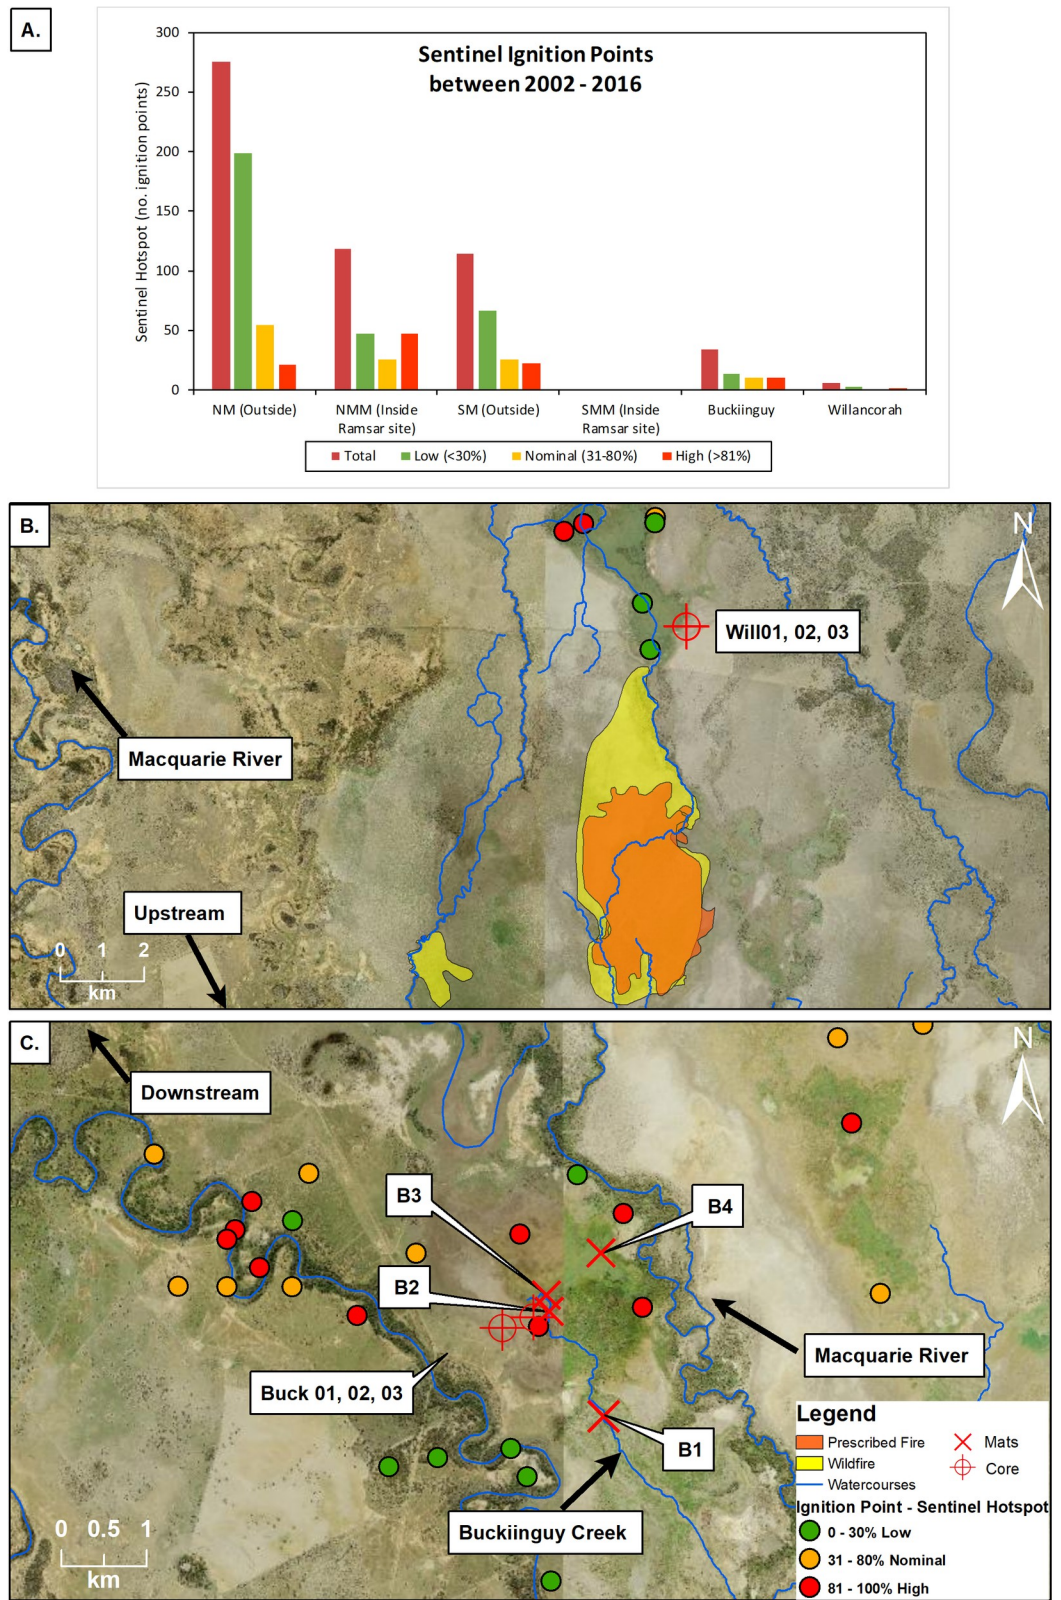 A.
Sentinel Ignition Points
between 2002 - 2016
Sentinel Hotspot (no. ignition points)
300
250
200
150
100
50
0
NM (Outside)
NMM (Inside
Ramsar site)
SM (Outside)
SMM (Inside
Ramsar site)
Buckiinguy
Willancorah
Total
Low (<30%)
Nominal (31-80%)
High (>81%)
B.
N
Will01, 02, 03
Macquarie River
Upstream
0 1 2
km
C.
N
Downstream
B3
B4
B2
Macquarie River
Buck 01, 02, 03
B1
Buckiinguy Creek
0 0.5 1
km
Legend
Prescribed Fire
Wildfire
Watercourses
Mats
Core
Ignition Point - Sentinel Hotspot
0 - 30% Low
31 - 80% Nominal
81 - 100% High